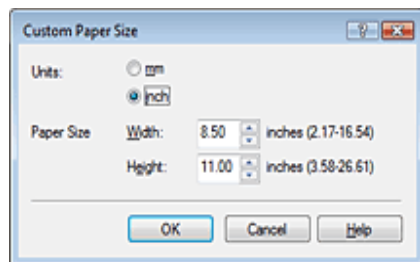 Custom Paper Size
Units: mm
inch
Paper Size Width: 8.50 inches (2.17-16.54)
Height: 11.00 inches (3.58-26.61)
OK Cancel Help